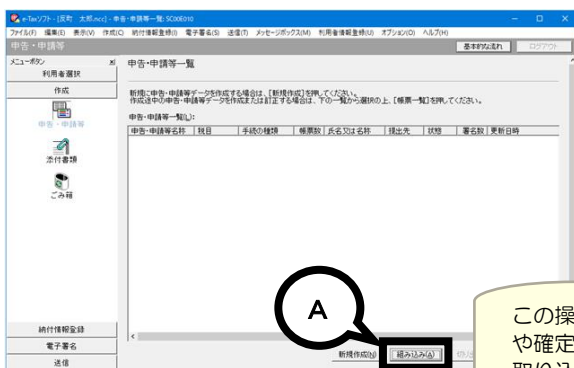 e-Taxソフト - [反町 太郎.ncc] - 申告・申請等一覧: SC00E010
ファイル(F) 編集(E) 表示(V) 作成(C) 納付情報登録(I) 電子署名(S) 送信(T) メッセージボックス(M) 利用者情報登録(U) オプション(O) ヘルプ(H)
申告・申請等
基本的な流れ ログアウト
メニューボタン x
利用者選択
作成
申告・申請等
添付書類
ごみ箱
納付情報登録
電子署名
送信
申告・申請等一覧
新規に申告・申請等データを作成する場合は、[新規作成]を押してください。
作成途中の申告・申請等データを作成または訂正する場合は、下の一覧から選択の上、[帳票一覧]を押してください。
申告・申請等一覧(L):
申告・申請等名称 税目 手続の種類 帳票数 氏名又は名称 提出先 状態 署名数 更新日時
A
新規作成(N) 組み込み(A)
この操
や確定
取り込